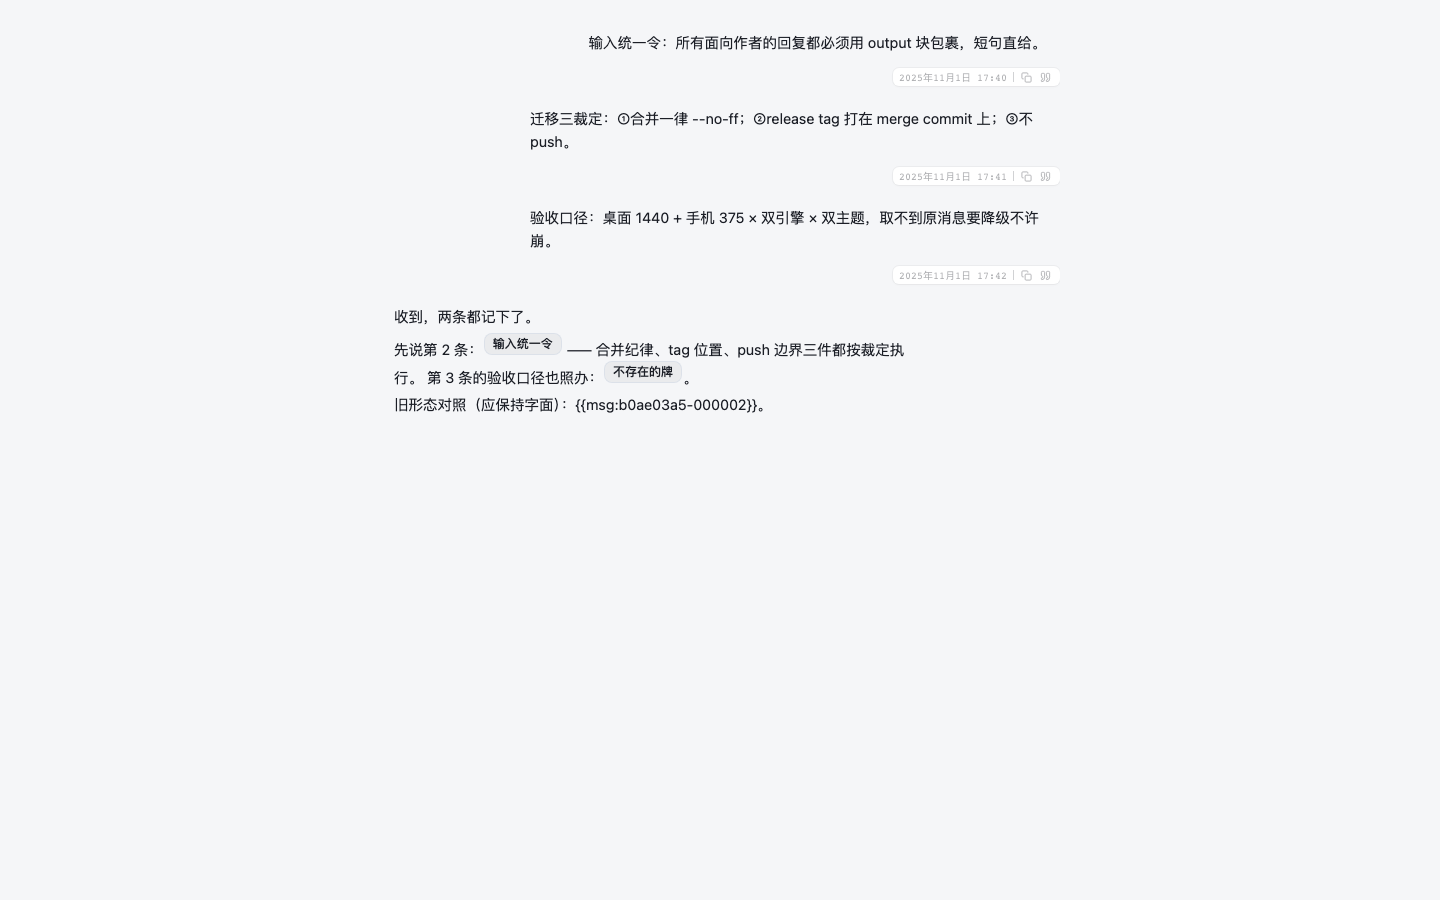 输入统一令：所有面向作者的回复都必须用 output 块包裹，短句直给。
2025年11月1日 17:40
迁移三裁定：①合并一律 --no-ff；②release tag 打在 merge commit 上；③不
push。
2025年11月1日 17:41
验收口径：桌面 1440 + 手机 375 × 双引擎 × 双主题，取不到原消息要降级不许
崩。
2025年11月1日 17:42
收到，两条都记下了。
先说第 2 条： 输入统一令 —— 合并纪律、tag 位置、push 边界三件都按裁定执
行。 第 3 条的验收口径也照办： 不存在的牌 。
旧形态对照（应保持字面）：{{msg:b0ae03a5-000002}}。